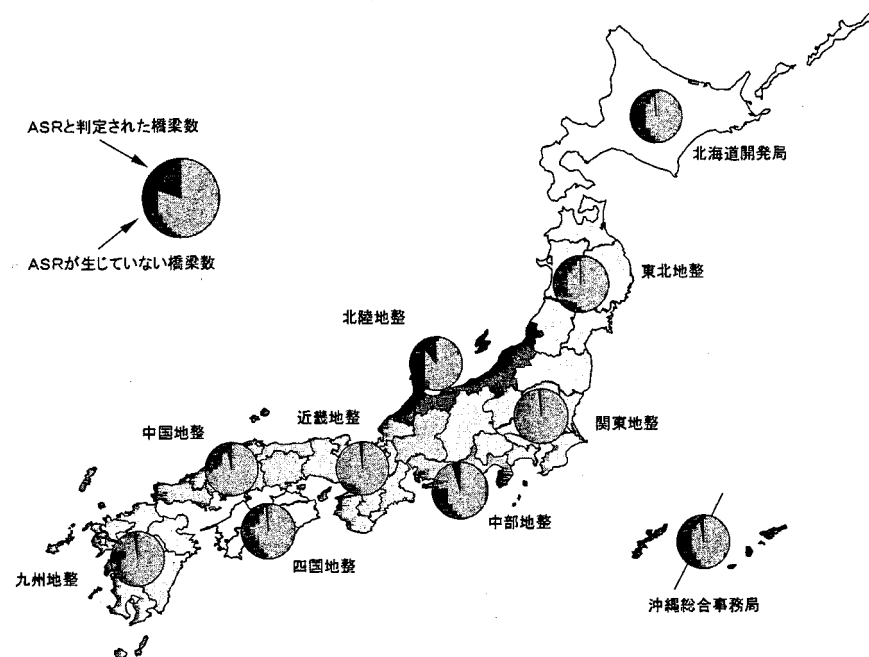 ASRと判定された橋梁数
ASRが生じていない橋梁数
北海道開発局
東北地整
北陸地整
関東地整
近畿地整
中国地整
中部地整
四国地整
九州地整
沖縄総合事務局